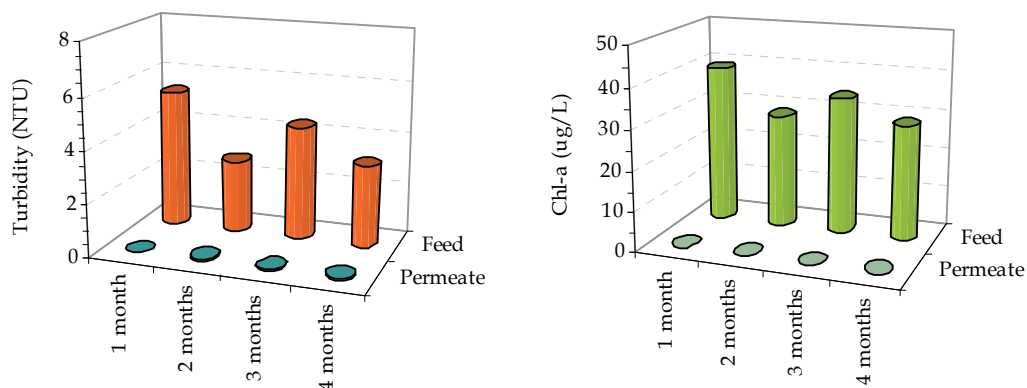 Turbidity (NTU)
8
6
4
2
0
1 month
2 months
3 months
4 months
Feed
Permeate
Chl-a (ug/L)
50
40
30
20
10
0
1 month
2 months
3 months
4 months
Feed
Permeate